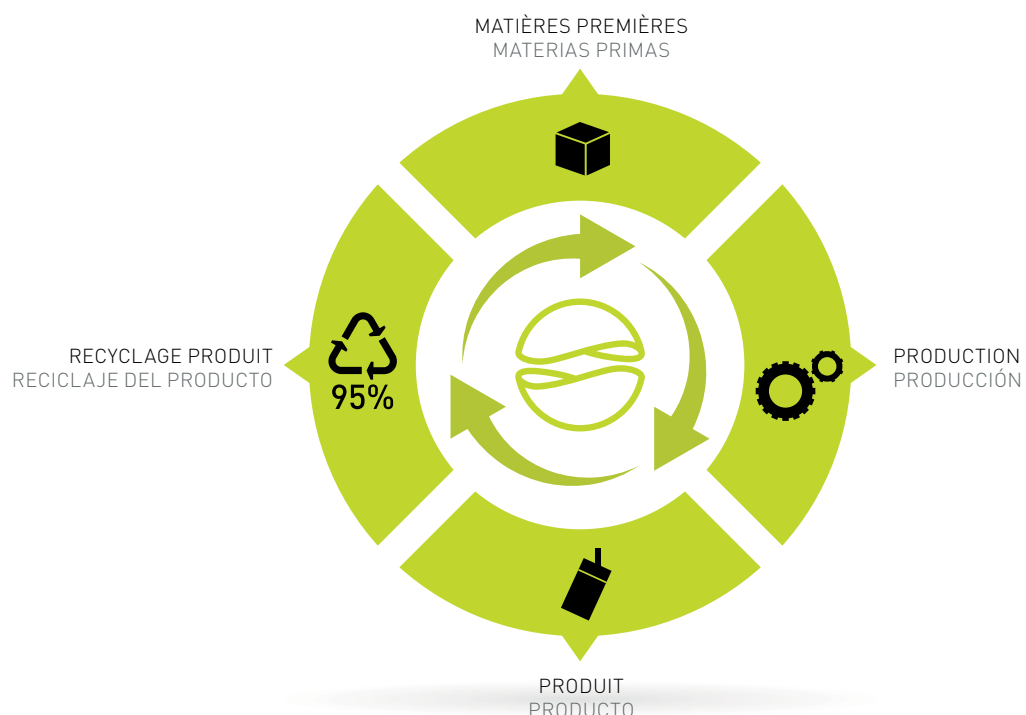 MATIÈRES PREMIÈRES
MATERIAS PRIMAS
RECYCLAGE PRODUIT
RECICLAJE DEL PRODUCTO
95%
PRODUCTION
PRODUCCIÓN
PRODUIT
PRODUCTO